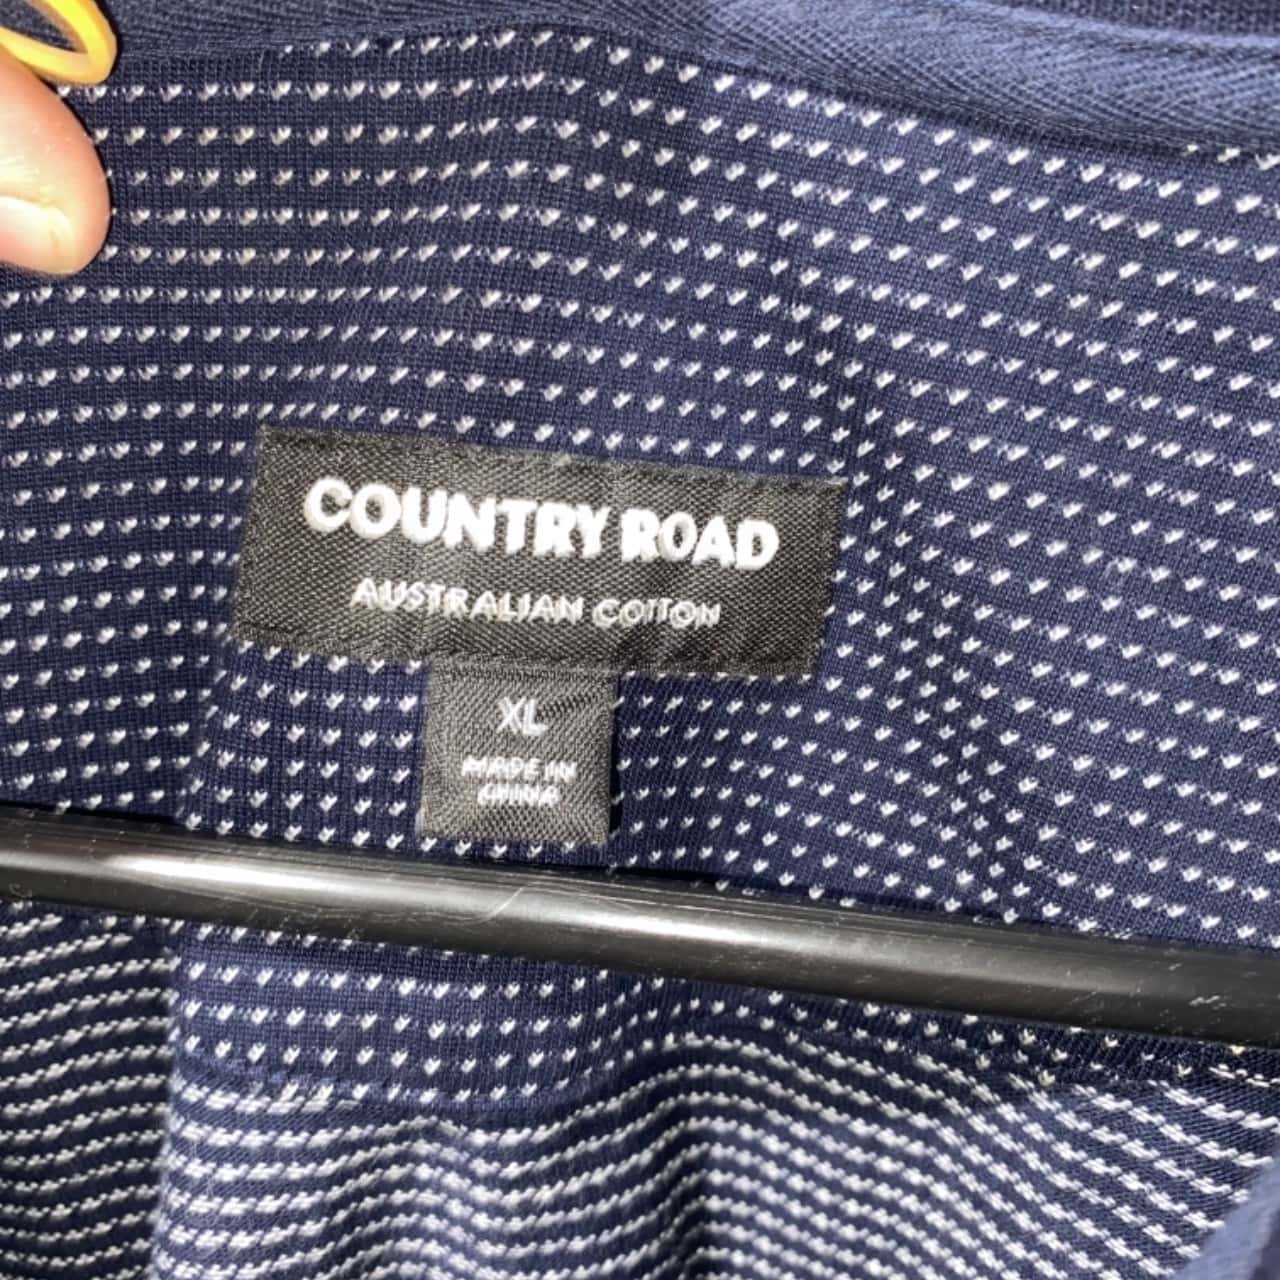 COUNTRY ROAD
AUSTRALIAN COTTON
XL
MADE IN
CHINA